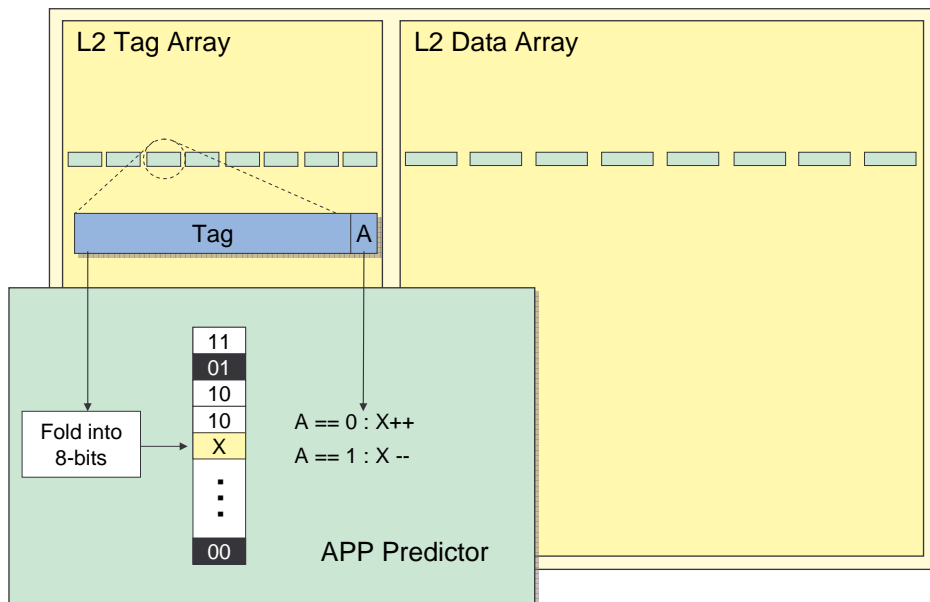 L2 Tag Array
L2 Data Array
Tag
A
11
01
10
10
X
00
Fold into
8-bits
A == 0 : X++
A == 1 : X --
APP Predictor